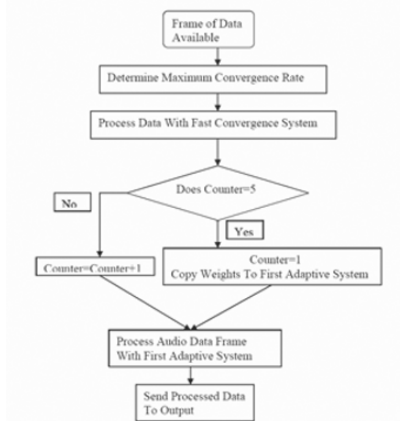 Frame of Data
Available
Determine Maximum Convergence Rate
Process Data With Fast Convergence System
Does Counter=5
No
Yes
Counter=Counter+1
Counter=1
Copy Weights To First Adaptive System
Process Audio Data Frame
With First Adaptive System
Send Processed Data
To Output